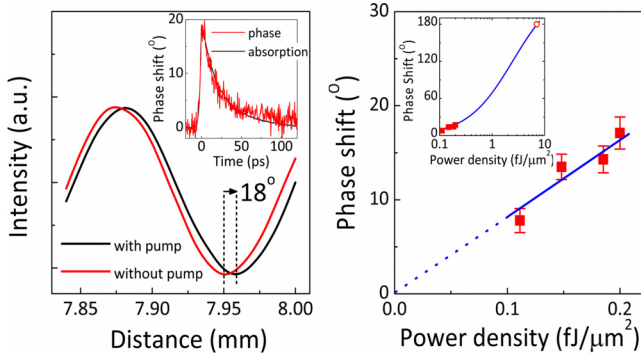 Intensity (a.u.)
Phase shift (°)
20
10
0
phase
absorption
0
50
100
Time (ps)
18°
with pump
without pump
7.85
7.90
7.95
8.00
Distance (mm)
Phase shift (°)
30
20
10
0
Phase shift (°)
180
150
120
90
60
30
0
0.1
1
10
Power density (fJ/μm²)
0.0
0.1
0.2
Power density (fJ/μm²)